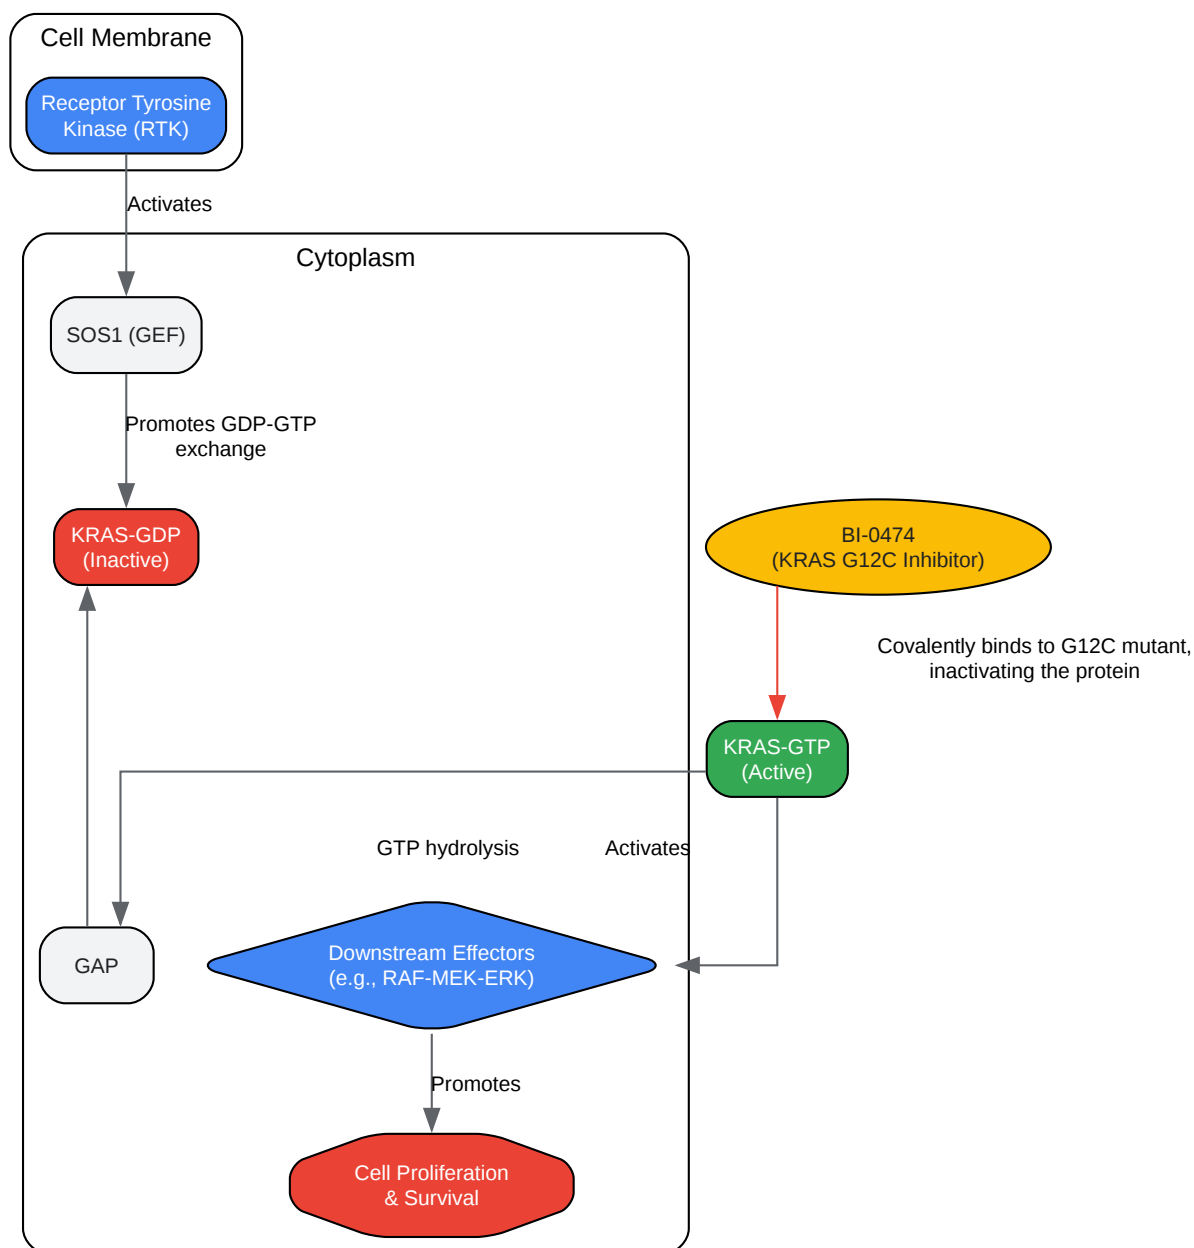 Cell Membrane
Receptor Tyrosine
Kinase (RTK)
Activates
Cytoplasm
SOS1 (GEF)
Promotes GDP-GTP
exchange
KRAS-GDP
(Inactive)
BI-0474
(KRAS G12C Inhibitor)
Covalently binds to G12C mutant,
inactivating the protein
KRAS-GTP
(Active)
GTP hydrolysis
Activates
GAP
Downstream Effectors
(e.g., RAF-MEK-ERK)
Promotes
Cell Proliferation
& Survival